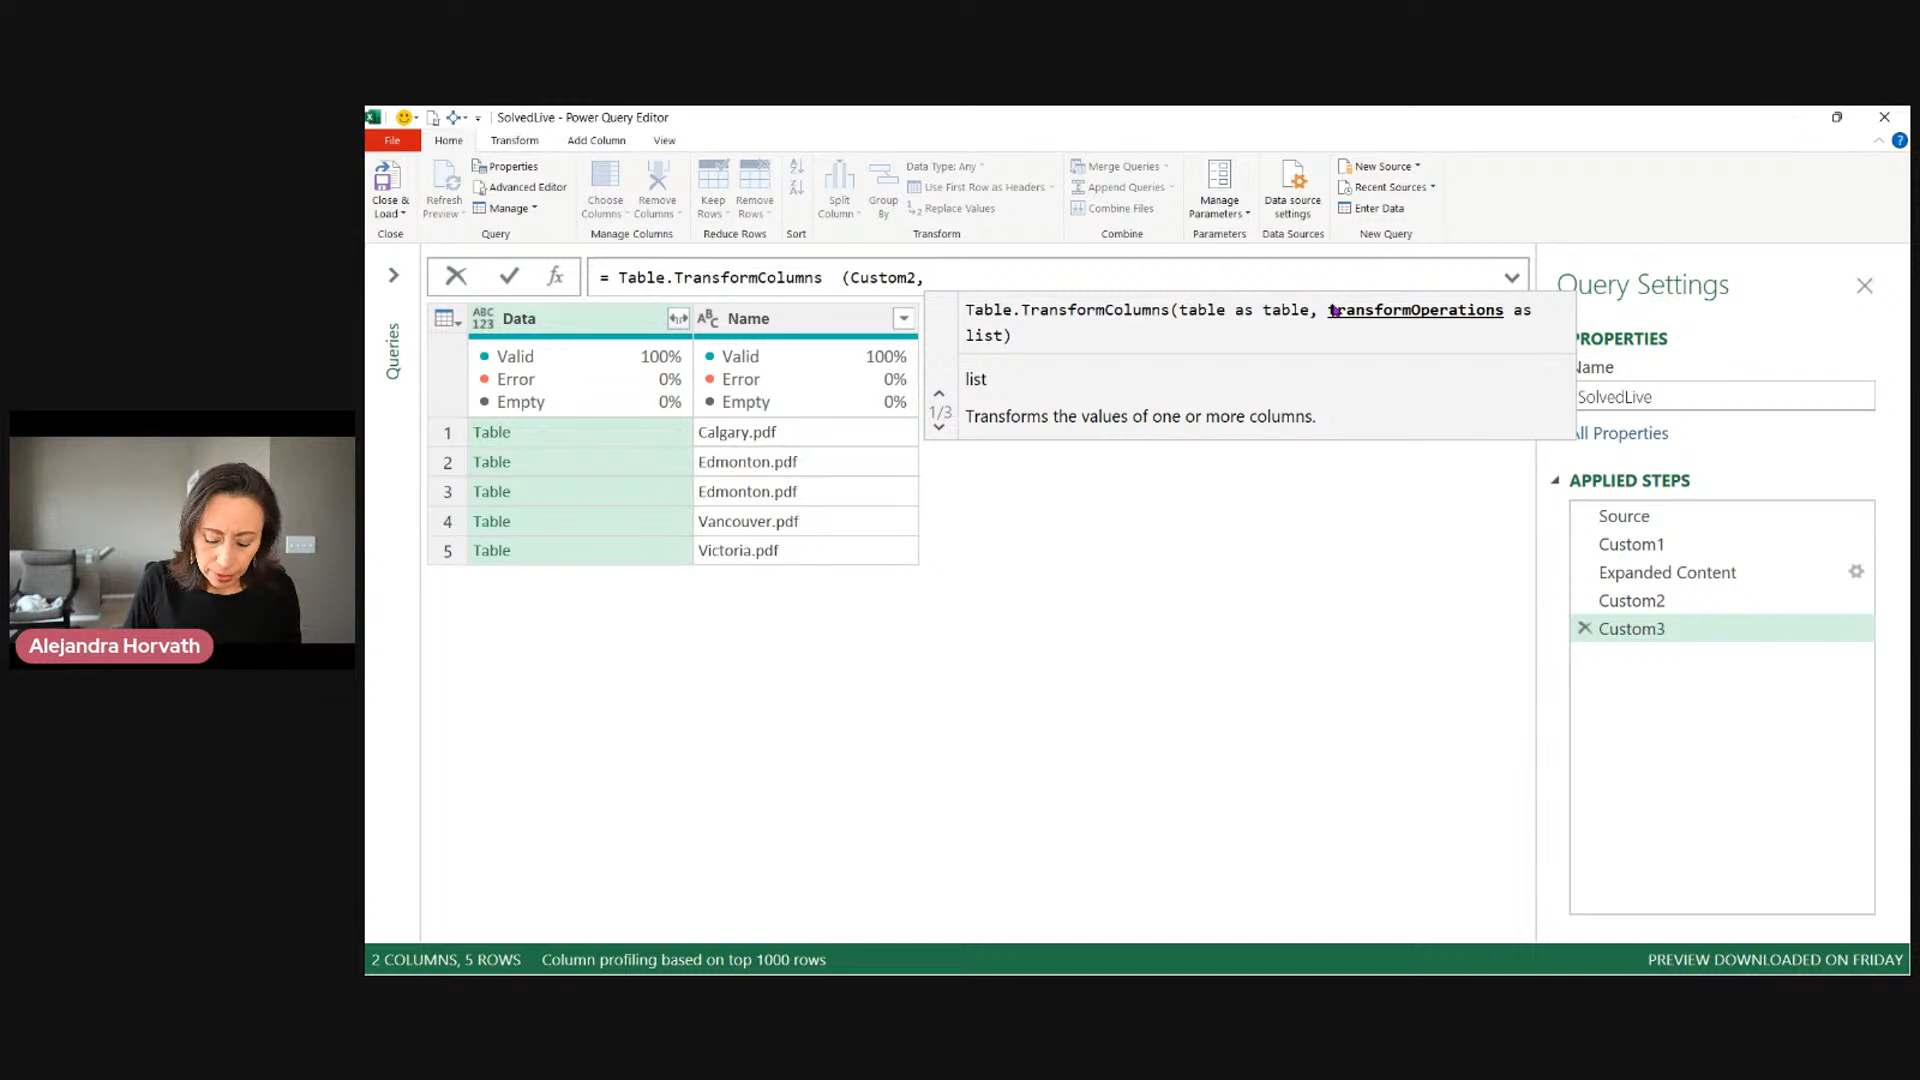 SolvedLive - Power Query Editor
File Home Transform Add Column View
Close & Load
Close
Refresh Preview
Properties
Advanced Editor
Manage
Query
Choose Columns
Remove Columns
Manage Columns
Keep Rows
Remove Rows
Reduce Rows
Sort
Split Column
Group By
Data Type: Any
Use First Row as Headers
Replace Values
Transform
Merge Queries
Append Queries
Combine Files
Combine
Manage Parameters
Parameters
Data source settings
Data Sources
New Source
Recent Sources
Enter Data
New Query
= Table.TransformColumns (Custom2,
Table.TransformColumns(table as table, transformOperations as
list)
list
1/3
Transforms the values of one or more columns.
Queries
ABC 123 Data ABC Name
Valid 100% Valid 100%
Error 0% Error 0%
Empty 0% Empty 0%
1 Table Calgary.pdf
2 Table Edmonton.pdf
3 Table Edmonton.pdf
4 Table Vancouver.pdf
5 Table Victoria.pdf
Query Settings
PROPERTIES
Name
SolvedLive
All Properties
APPLIED STEPS
Source
Custom1
Expanded Content
Custom2
Custom3
Alejandra Horvath
2 COLUMNS, 5 ROWS Column profiling based on top 1000 rows
PREVIEW DOWNLOADED ON FRIDAY